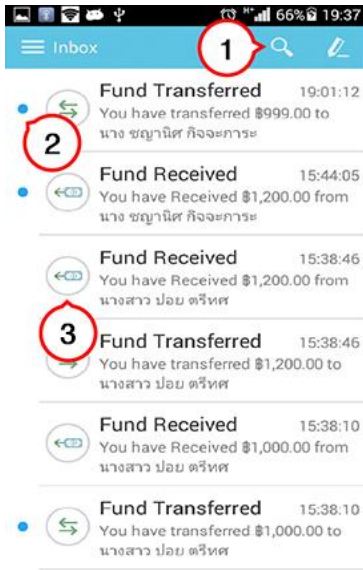 66% 19:37
Inbox
1
Fund Transferred 19:01:12
You have transferred ฿999.00 to
นาง ชญานิศ กิจจะภาระ
2
Fund Received 15:44:05
You have Received ฿1,200.00 from
นาง ชญานิศ กิจจะภาระ
Fund Received 15:38:46
You have Received ฿1,200.00 from
นางสาว ปอย ตรีทศ
3
Fund Transferred 15:38:46
You have transferred ฿1,200.00 to
นางสาว ปอย ตรีทศ
Fund Received 15:38:10
You have Received ฿1,000.00 from
นางสาว ปอย ตรีทศ
Fund Transferred 15:38:10
You have transferred ฿1,000.00 to
นางสาว ปอย ตรีทศ